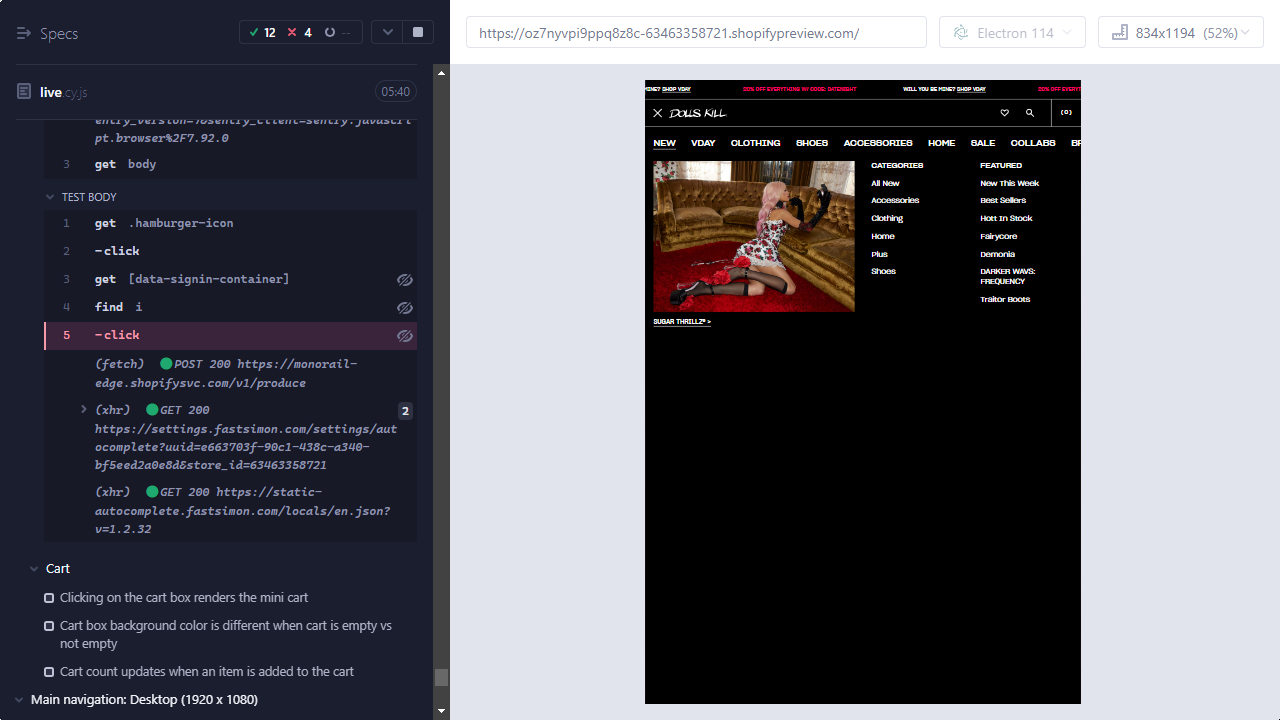 Specs
12
4
--
https://oz7nyvpi9ppq8z8c-63463358721.shopifypreview.com/
Electron 114
834x1194 (52%)
live.cy.js
05:40
entry_version=7&sentry_client=sentry.javascri
pt.browser%2F7.92.0
3 get body
TEST BODY
1 get .hamburger-icon
2 -click
3 get [data-signin-container]
4 find i
5 -click
(fetch) POST 200 https://monorail-
edge.shopifysvc.com/v1/produce
(xhr) GET 200
2
https://settings.fastsimon.com/settings/aut
ocomplete?uuid=e663703f-90c1-438c-a340-
bf5eed2a0e8d&store_id=63463358721
(xhr) GET 200 https://static-
autocomplete.fastsimon.com/locals/en.json?
v=1.2.32
Cart
Clicking on the cart box renders the mini cart
Cart box background color is different when cart is empty vs
not empty
Cart count updates when an item is added to the cart
Main navigation: Desktop (1920 x 1080)
MINE? SHOP VDAY
20% OFF EVERYTHING W/ CODE: DATENIGHT
WILL YOU BE MINE? SHOP VDAY
20% OFF EVERYT
DOLLS KILL
(0)
NEW VDAY CLOTHING SHOES ACCESSORIES HOME SALE COLLABS BR
CATEGORIES
All New
Accessories
Clothing
Home
Plus
Shoes
FEATURED
New This Week
Best Sellers
Hott In Stock
Fairycore
Demonia
DARKER WAVS:
FREQUENCY
Traitor Boots
SUGAR THRILLZ® >